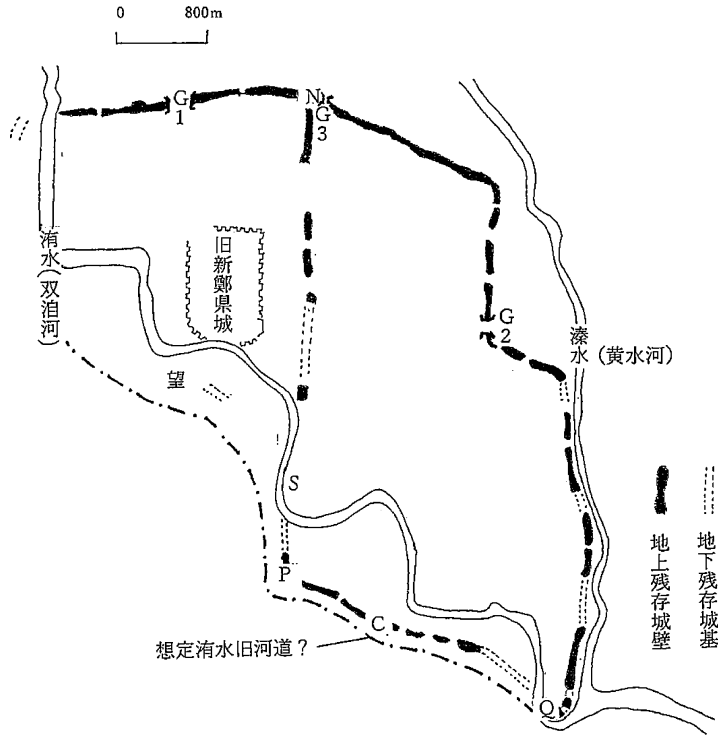 0 800m
G
1
N
G
3
洧水(双洎河)
旧新鄭県城
G
2
溱水(黄水河)
望
S
P
C
想定洧水旧河道?
Q
地上残存城壁
地下残存城基